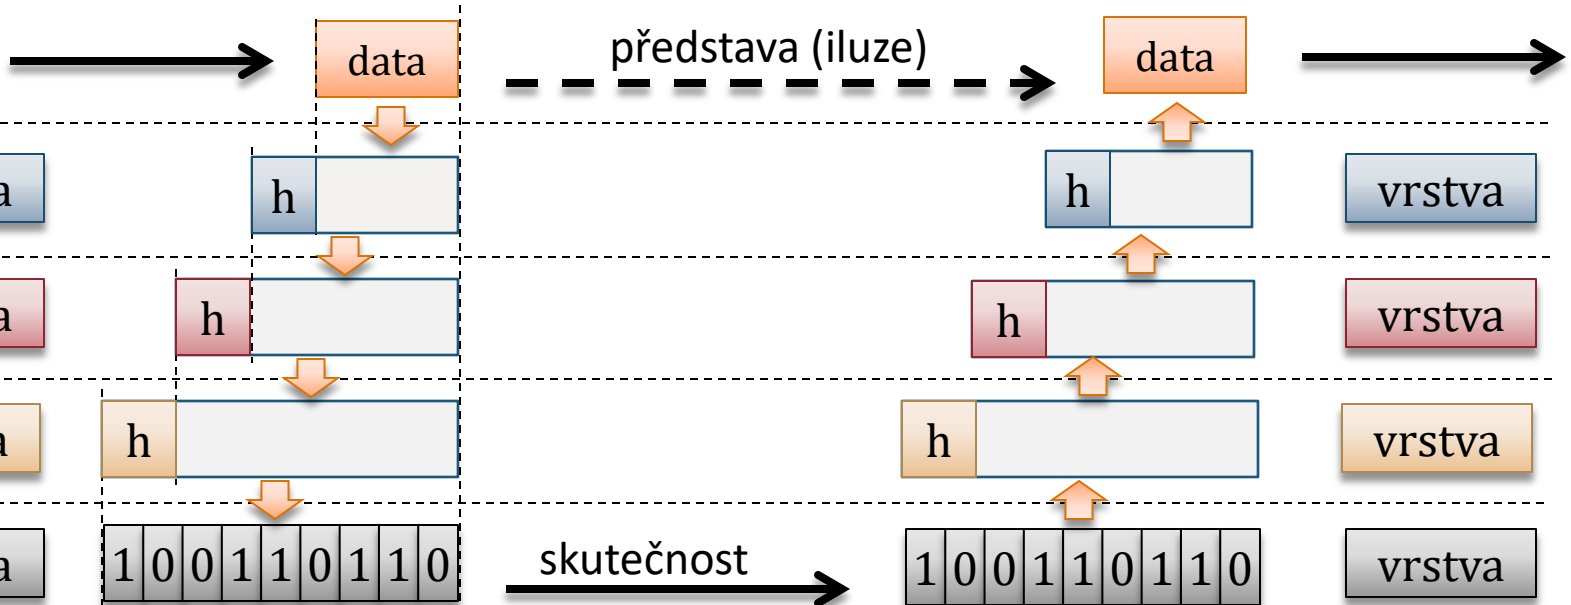 data představa (iluze) data
a h h vrstva
a h h vrstva
a h h vrstva
a 1 0 0 1 1 0 1 1 0 skutečnost 1 0 0 1 1 0 1 1 0 vrstva